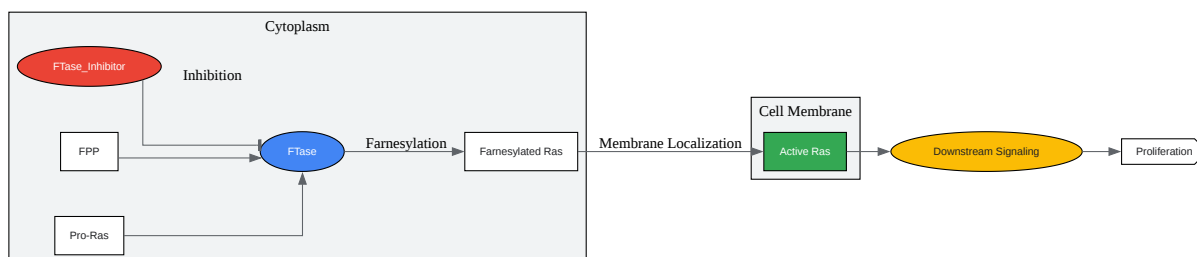 Cytoplasm
FTase_Inhibitor
Inhibition
FPP
FTase
Farnesylation
Farnesylated Ras
Pro-Ras
Membrane Localization
Cell Membrane
Active Ras
Downstream Signaling
Proliferation